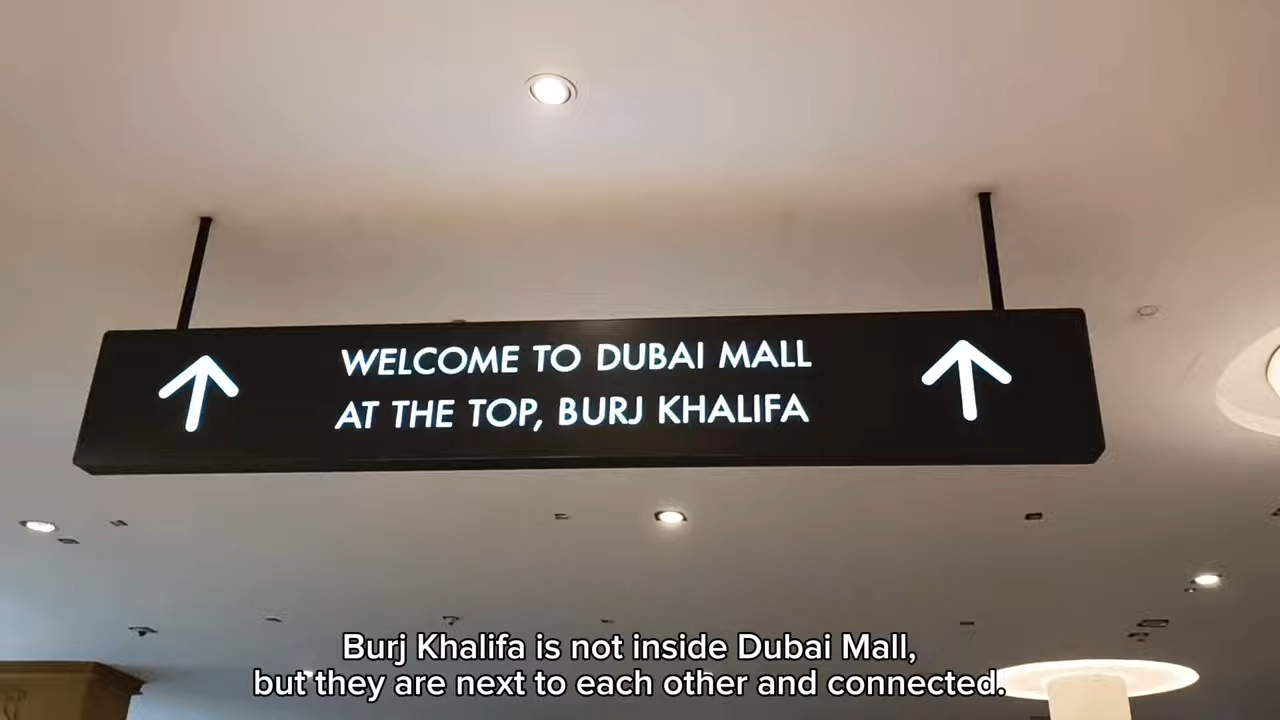 WELCOME TO DUBAI MALL
AT THE TOP, BURJ KHALIFA
Burj Khalifa is not inside Dubai Mall,
but they are next to each other and connected.